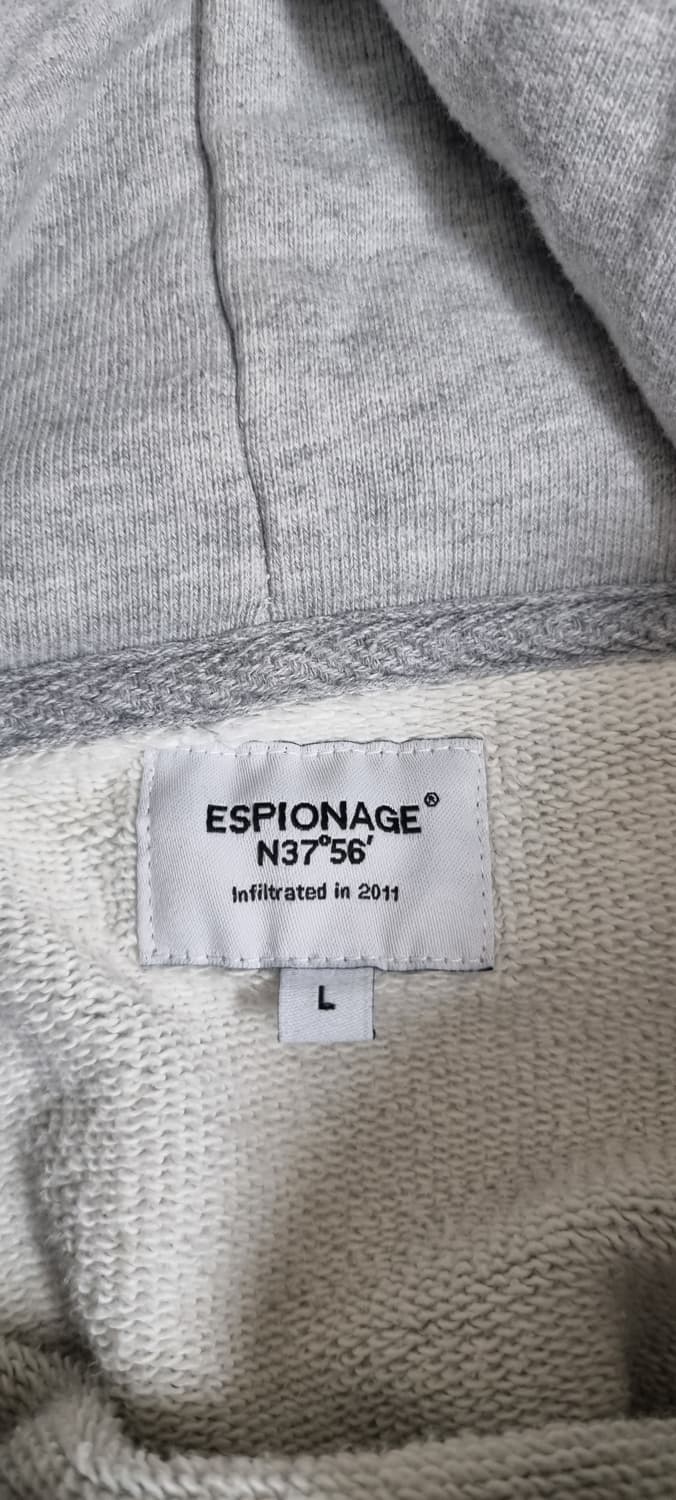 ESPIONAGE®
N37°56′
Infiltrated in 2011
L